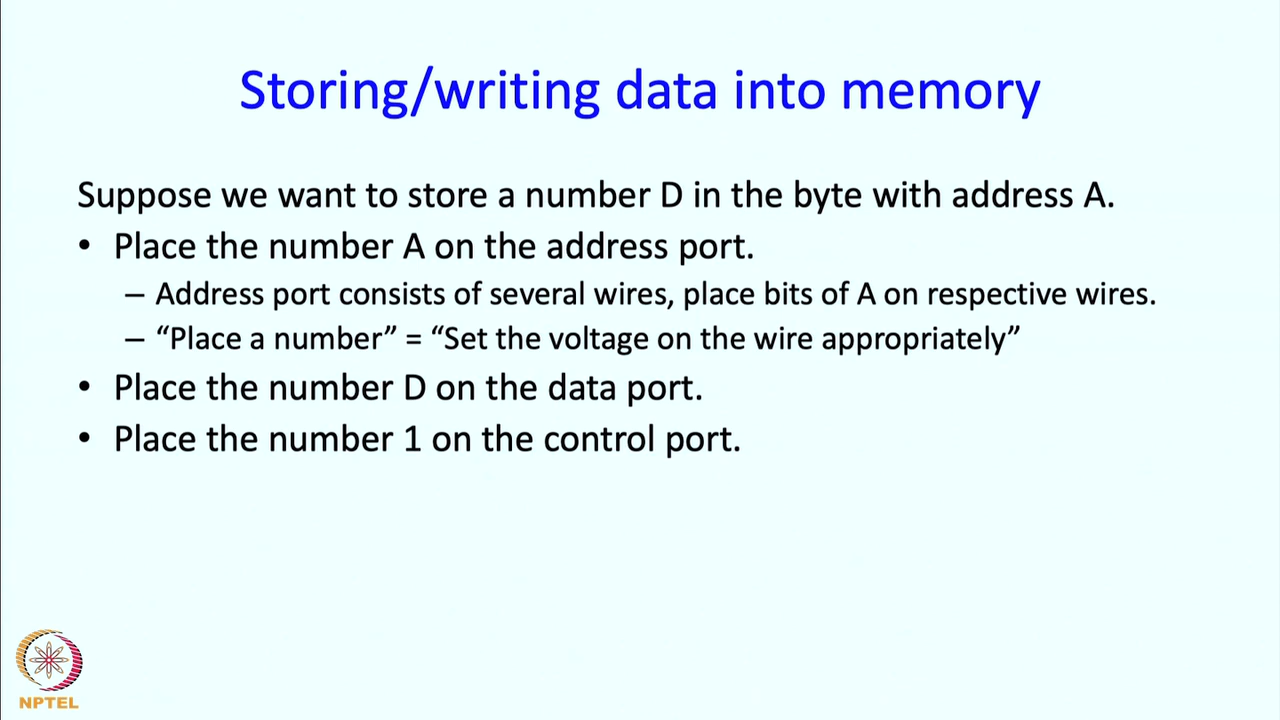 Storing/writing data into memory
Suppose we want to store a number D in the byte with address A.
• Place the number A on the address port.
– Address port consists of several wires, place bits of A on respective wires.
– “Place a number” = “Set the voltage on the wire appropriately”
• Place the number D on the data port.
• Place the number 1 on the control port.
NPTEL